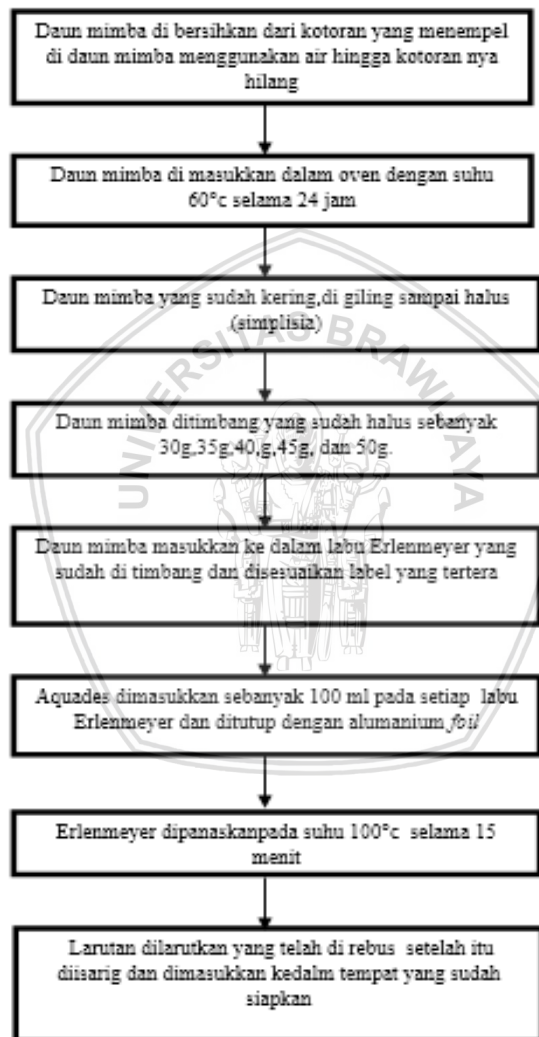 Daun mimba di bersihkan dari kotoran yang menempel
di daun mimba menggunakan air hingga kotoran nya
hilang
Daun mimba di masukkan dalam oven dengan suhu
60°c selama 24 jam
Daun mimba yang sudah kering,di giling sampai halus
(simplisia)
Daun mimba ditimbang yang sudah halus sebanyak
30g,35g,40,g,45g, dan 50g.
Daun mimba masukkan ke dalam labu Erlenmeyer yang
sudah di timbang dan disesuaikan label yang tertera
Aquades dimasukkan sebanyak 100 ml pada setiap labu
Erlenmeyer dan ditutup dengan alumanium foil
Erlenmeyer dipanaskanpada suhu 100°c selama 15
menit
Larutan dilarutkan yang telah di rebus setelah itu
diisarig dan dimasukkan kedalm tempat yang sudah
siapkan
UNIVERSITAS BRAWIJAYA